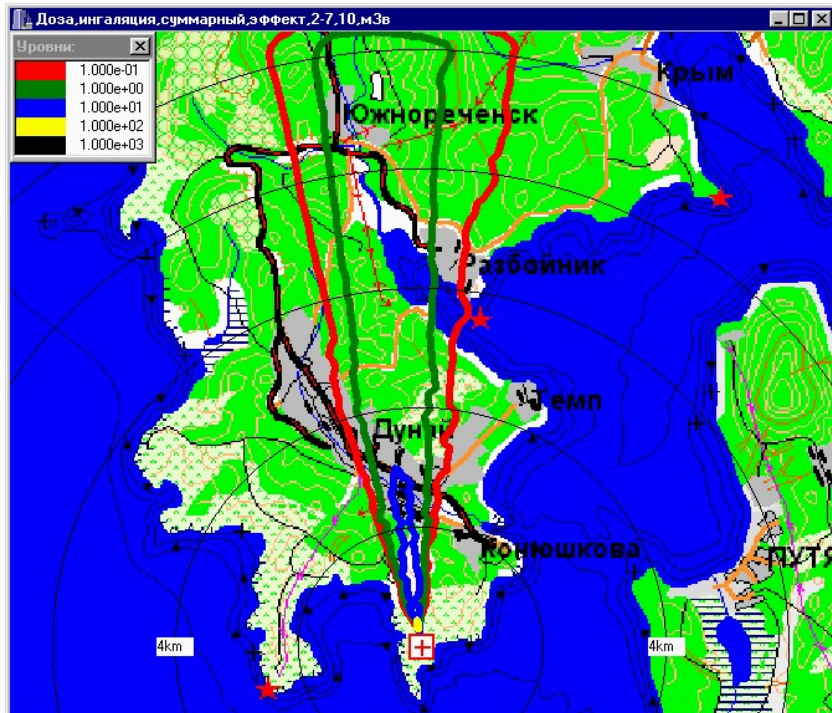 Доза,ингаляция,суммарный,эффект,2-7,10,мЗв
Уровни:
1.000e-01
1.000e+00
1.000e+01
1.000e+02
1.000e+03
Крым
Южнореченск
Разбойник
Темп
Дунай
Конюшкова
ПУТЯ
4km
4km